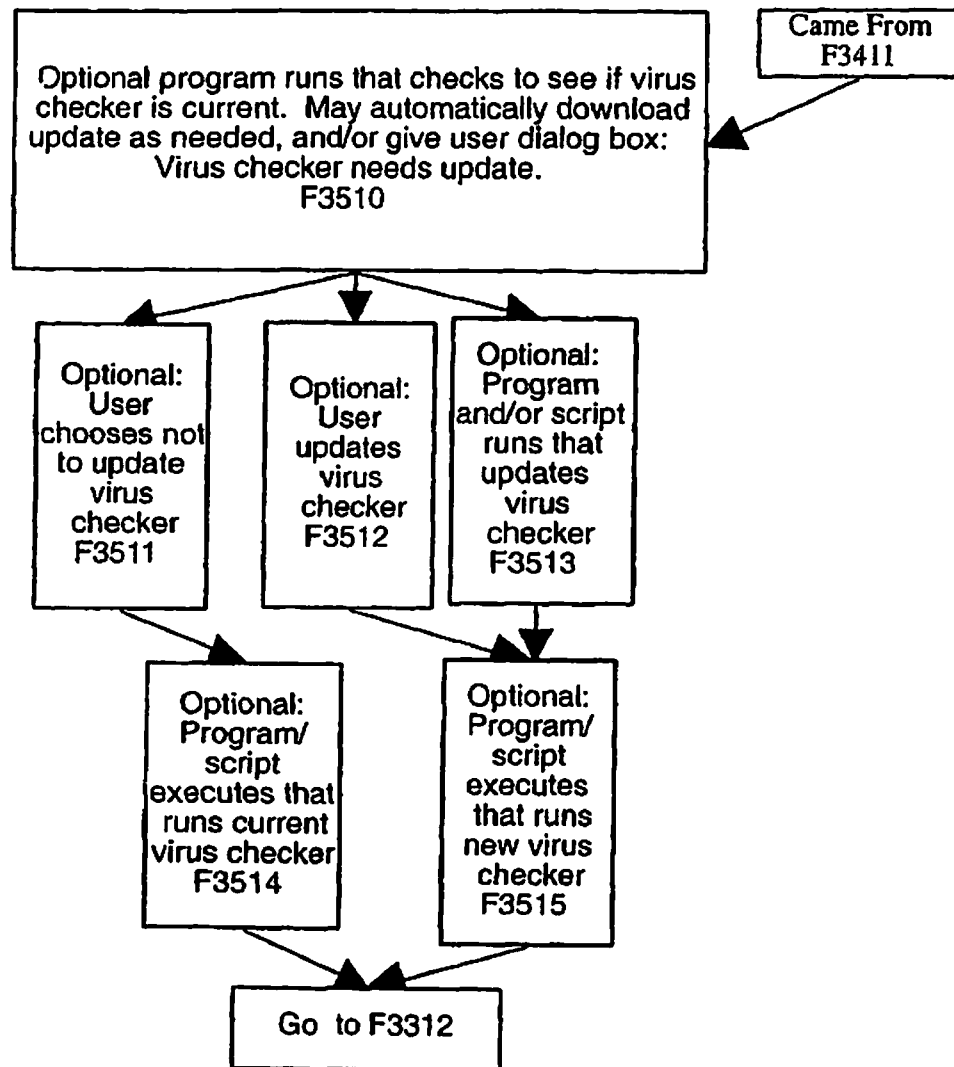 Came From
F3411
Optional program runs that checks to see if virus
checker is current. May automatically download
update as needed, and/or give user dialog box:
Virus checker needs update.
F3510
Optional:
User
chooses not
to update
virus
checker
F3511
Optional:
User
updates
virus
checker
F3512
Optional:
Program
and/or script
runs that
updates
virus
checker
F3513
Optional:
Program/
script
executes that
runs current
virus checker
F3514
Optional:
Program/
script
executes
that runs
new virus
checker
F3515
Go to F3312